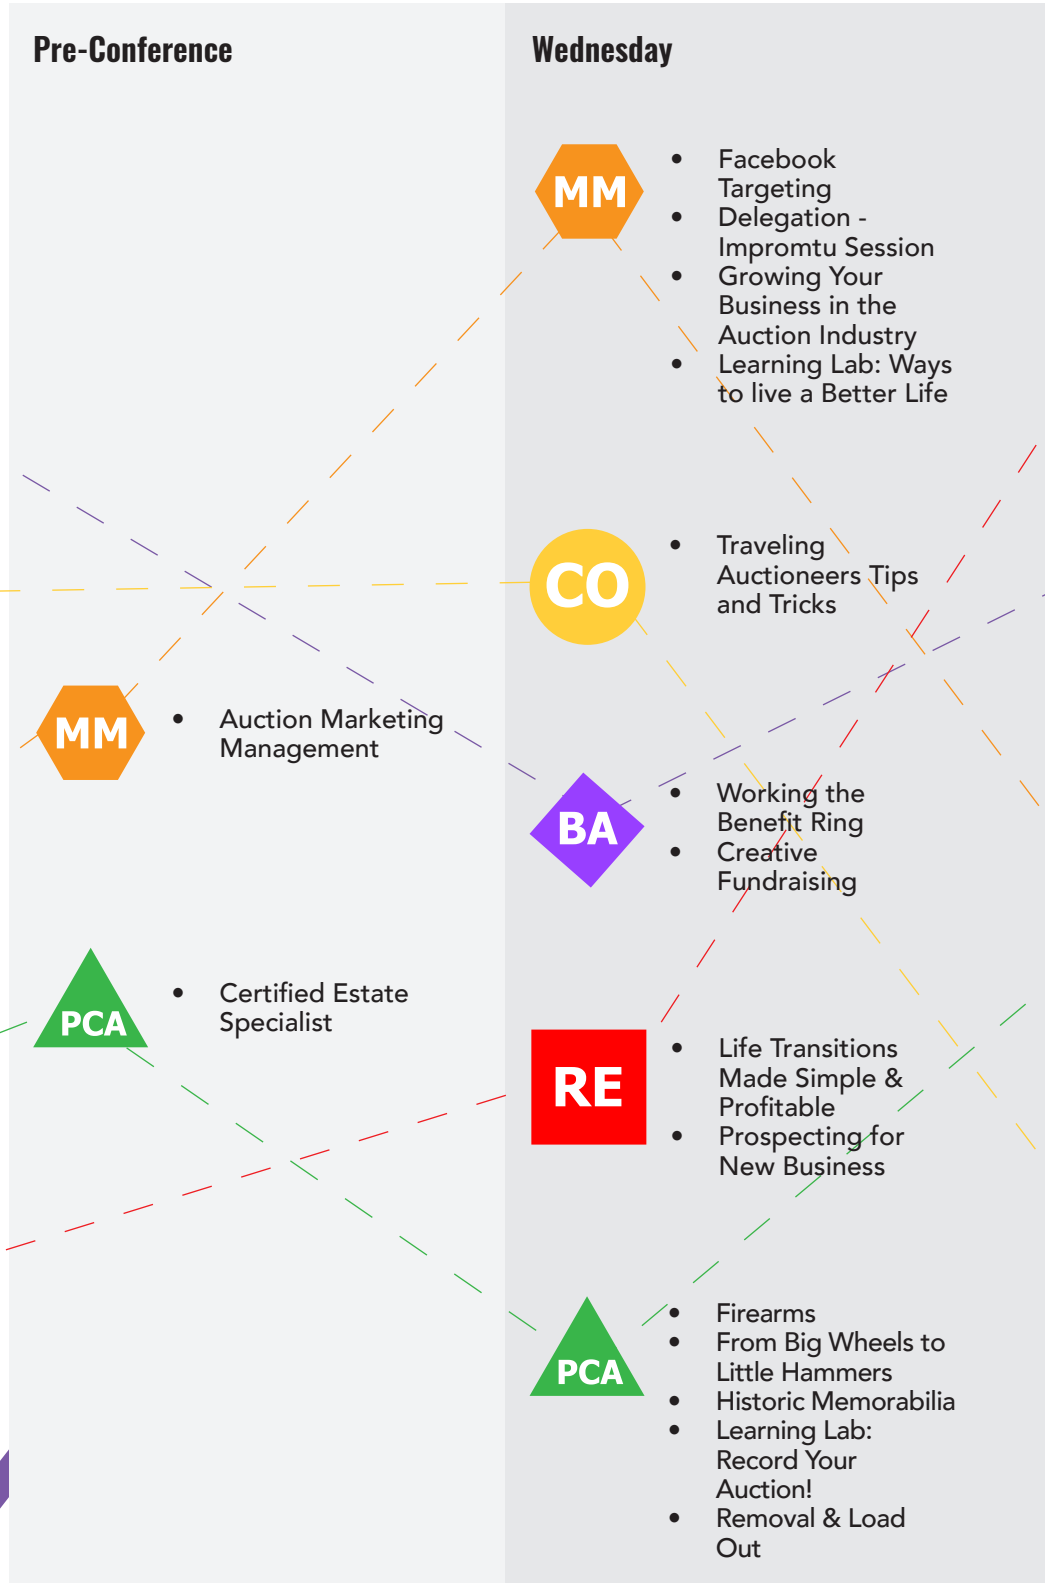 Pre-Conference
MM
• Auction Marketing
Management
PCA
• Certified Estate
Specialist
Wednesday
MM
• Facebook
Targeting
• Delegation -
Impromtu Session
• Growing Your
Business in the
Auction Industry
• Learning Lab: Ways
to live a Better Life
CO
• Traveling
Auctioneers Tips
and Tricks
BA
• Working the
Benefit Ring
• Creative
Fundraising
RE
• Life Transitions
Made Simple &
Profitable
• Prospecting for
New Business
PCA
• Firearms
• From Big Wheels to
Little Hammers
• Historic Memorabilia
• Learning Lab:
Record Your
Auction!
• Removal & Load
Out